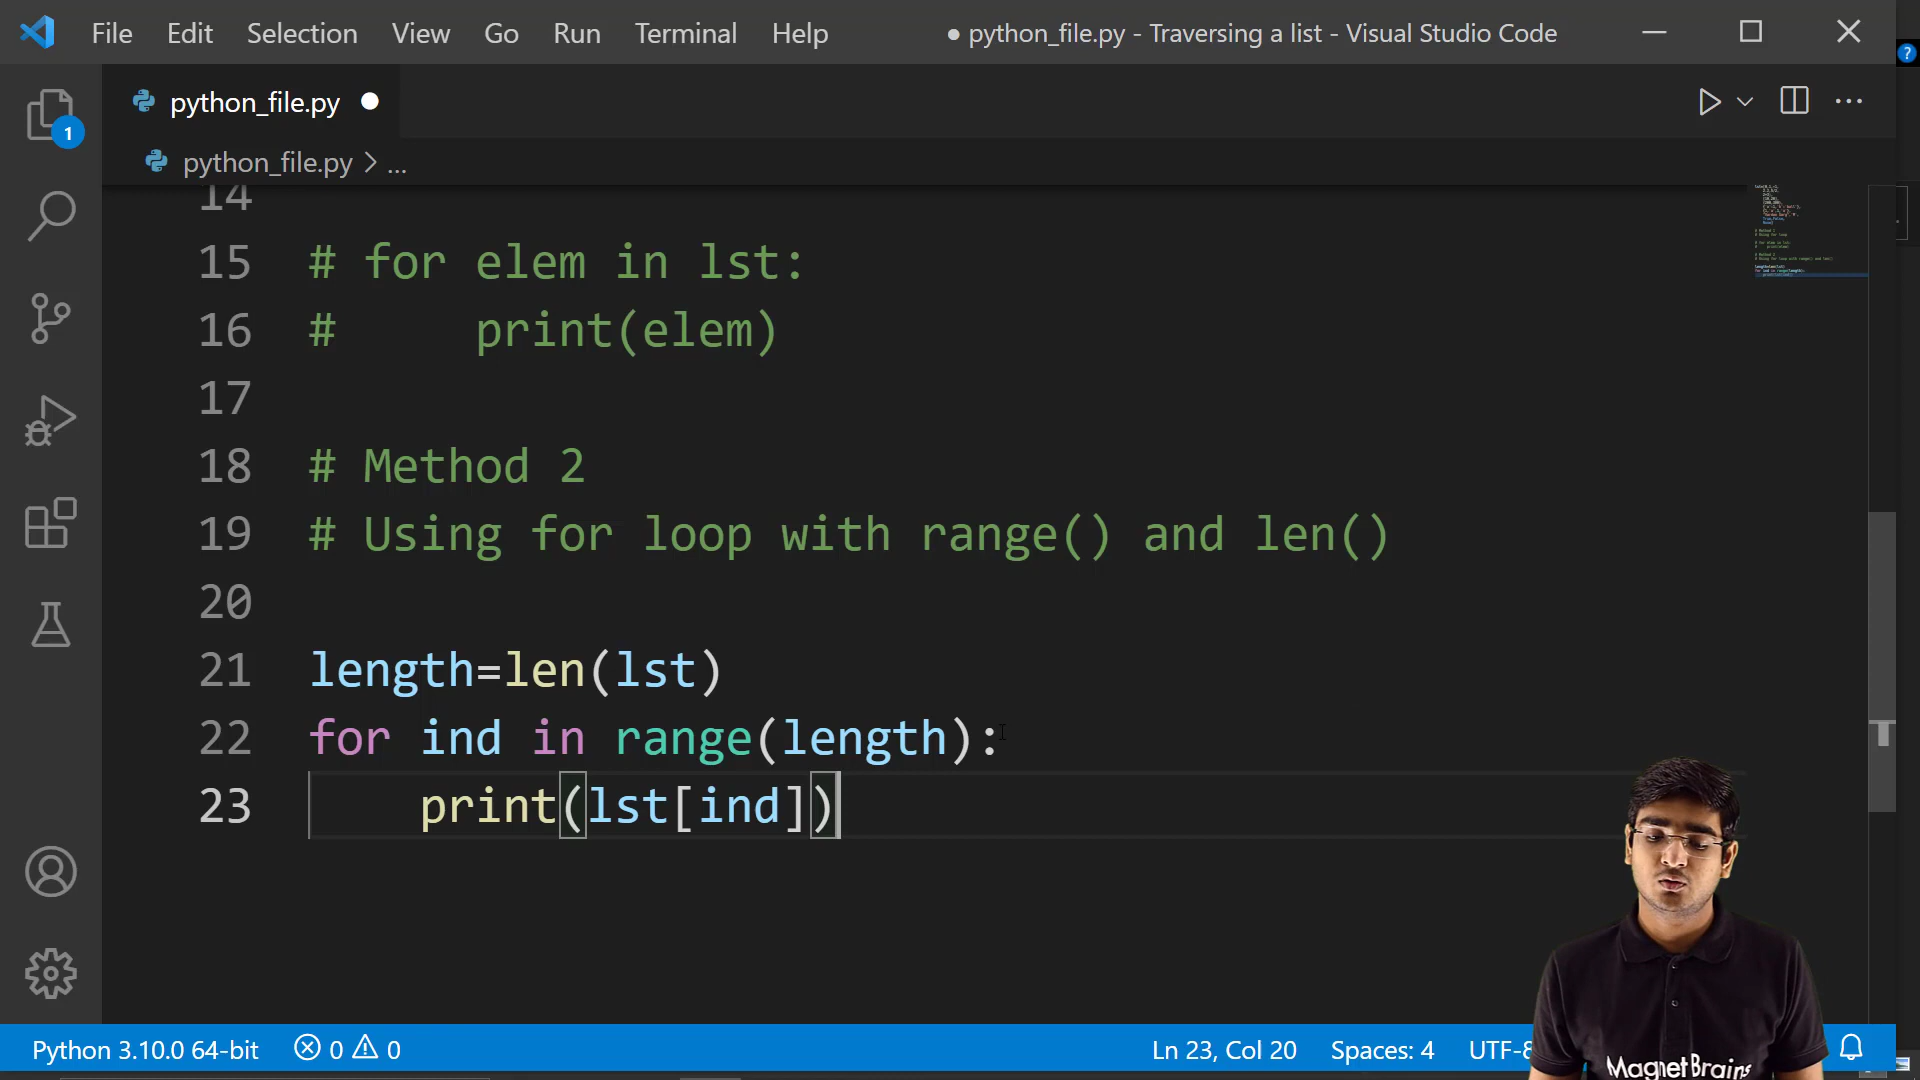 File Edit Selection View Go Run Terminal Help ● python_file.py - Traversing a list - Visual Studio Code
python_file.py
1
python_file.py > ...
14
15 # for elem in lst:
16 #     print(elem)
17
18 # Method 2
19 # Using for loop with range() and len()
20
21 length=len(lst)
22 for ind in range(length):
23     print(lst[ind])
MagnetBrains
Python 3.10.0 64-bit 0 0 Ln 23, Col 20 Spaces: 4 UTF-8